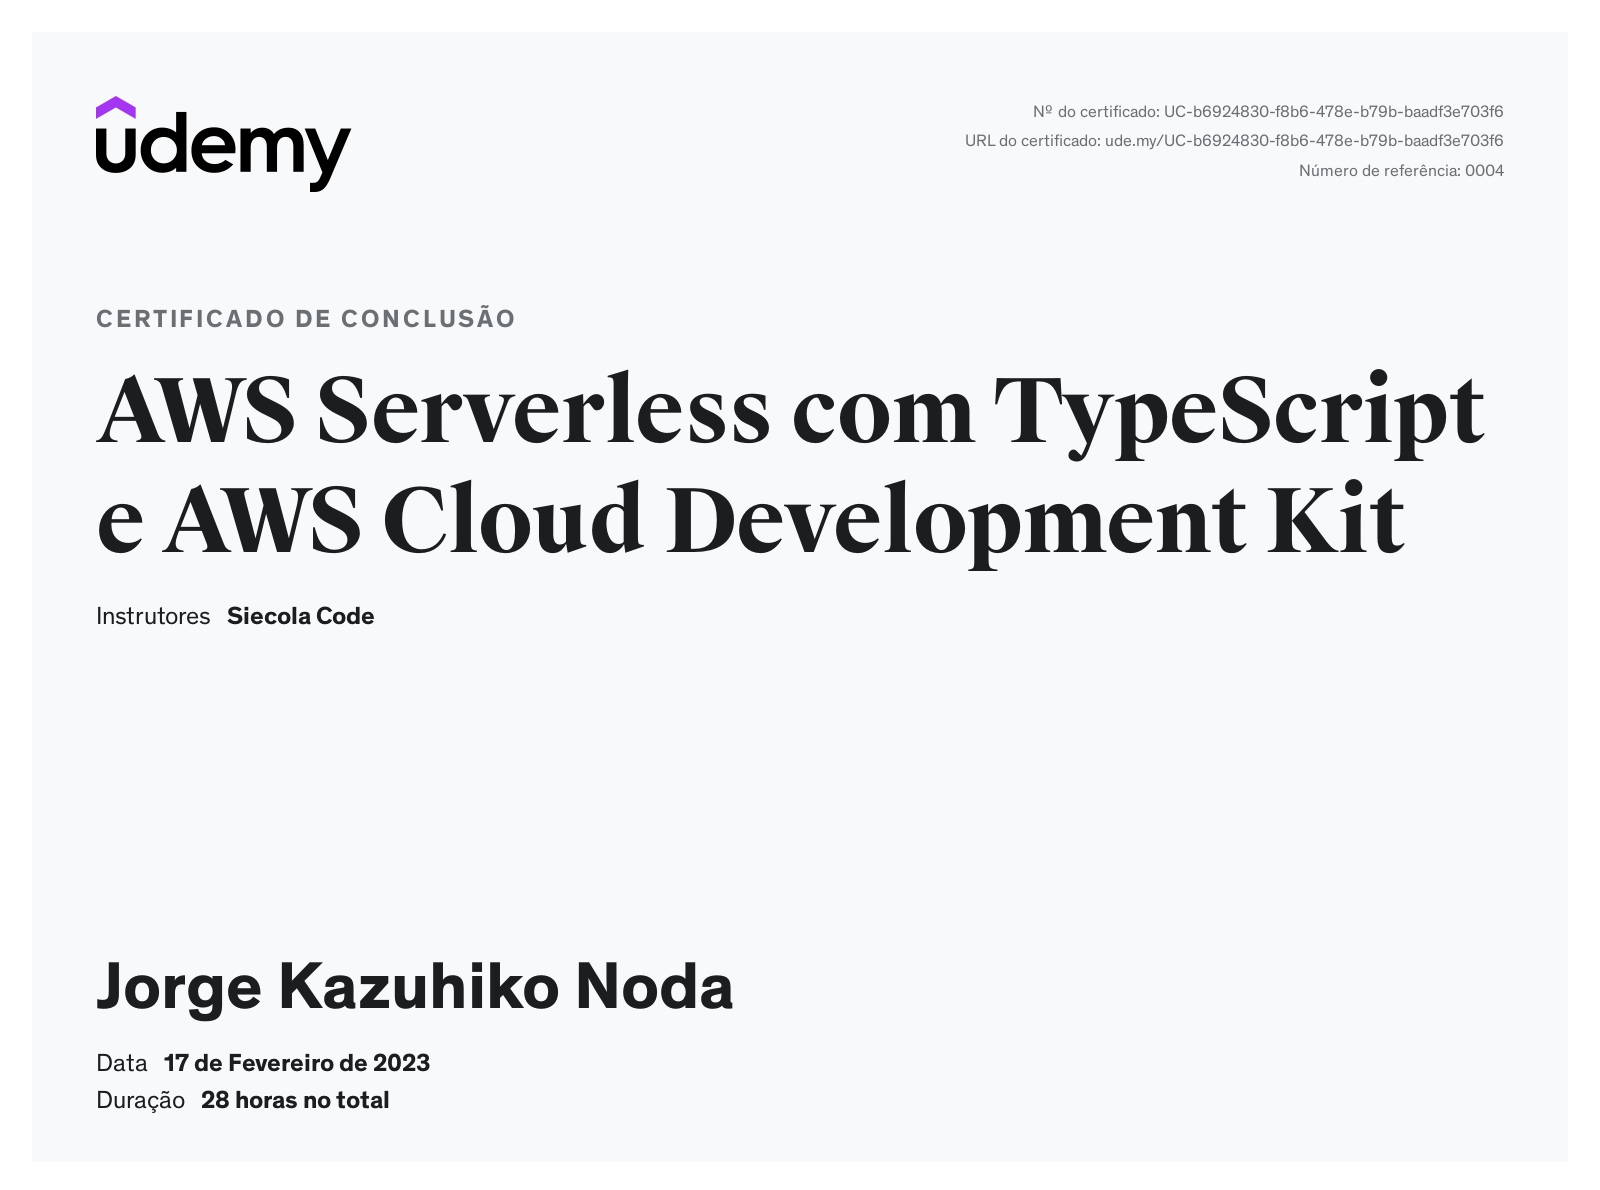 udemy
Nº do certificado: UC-b6924830-f8b6-478e-b79b-baadf3e703f6
URL do certificado: ude.my/UC-b6924830-f8b6-478e-b79b-baadf3e703f6
Número de referência: 0004
CERTIFICADO DE CONCLUSÃO
AWS Serverless com TypeScript
e AWS Cloud Development Kit
Instrutores Siecola Code
Jorge Kazuhiko Noda
Data 17 de Fevereiro de 2023
Duração 28 horas no total